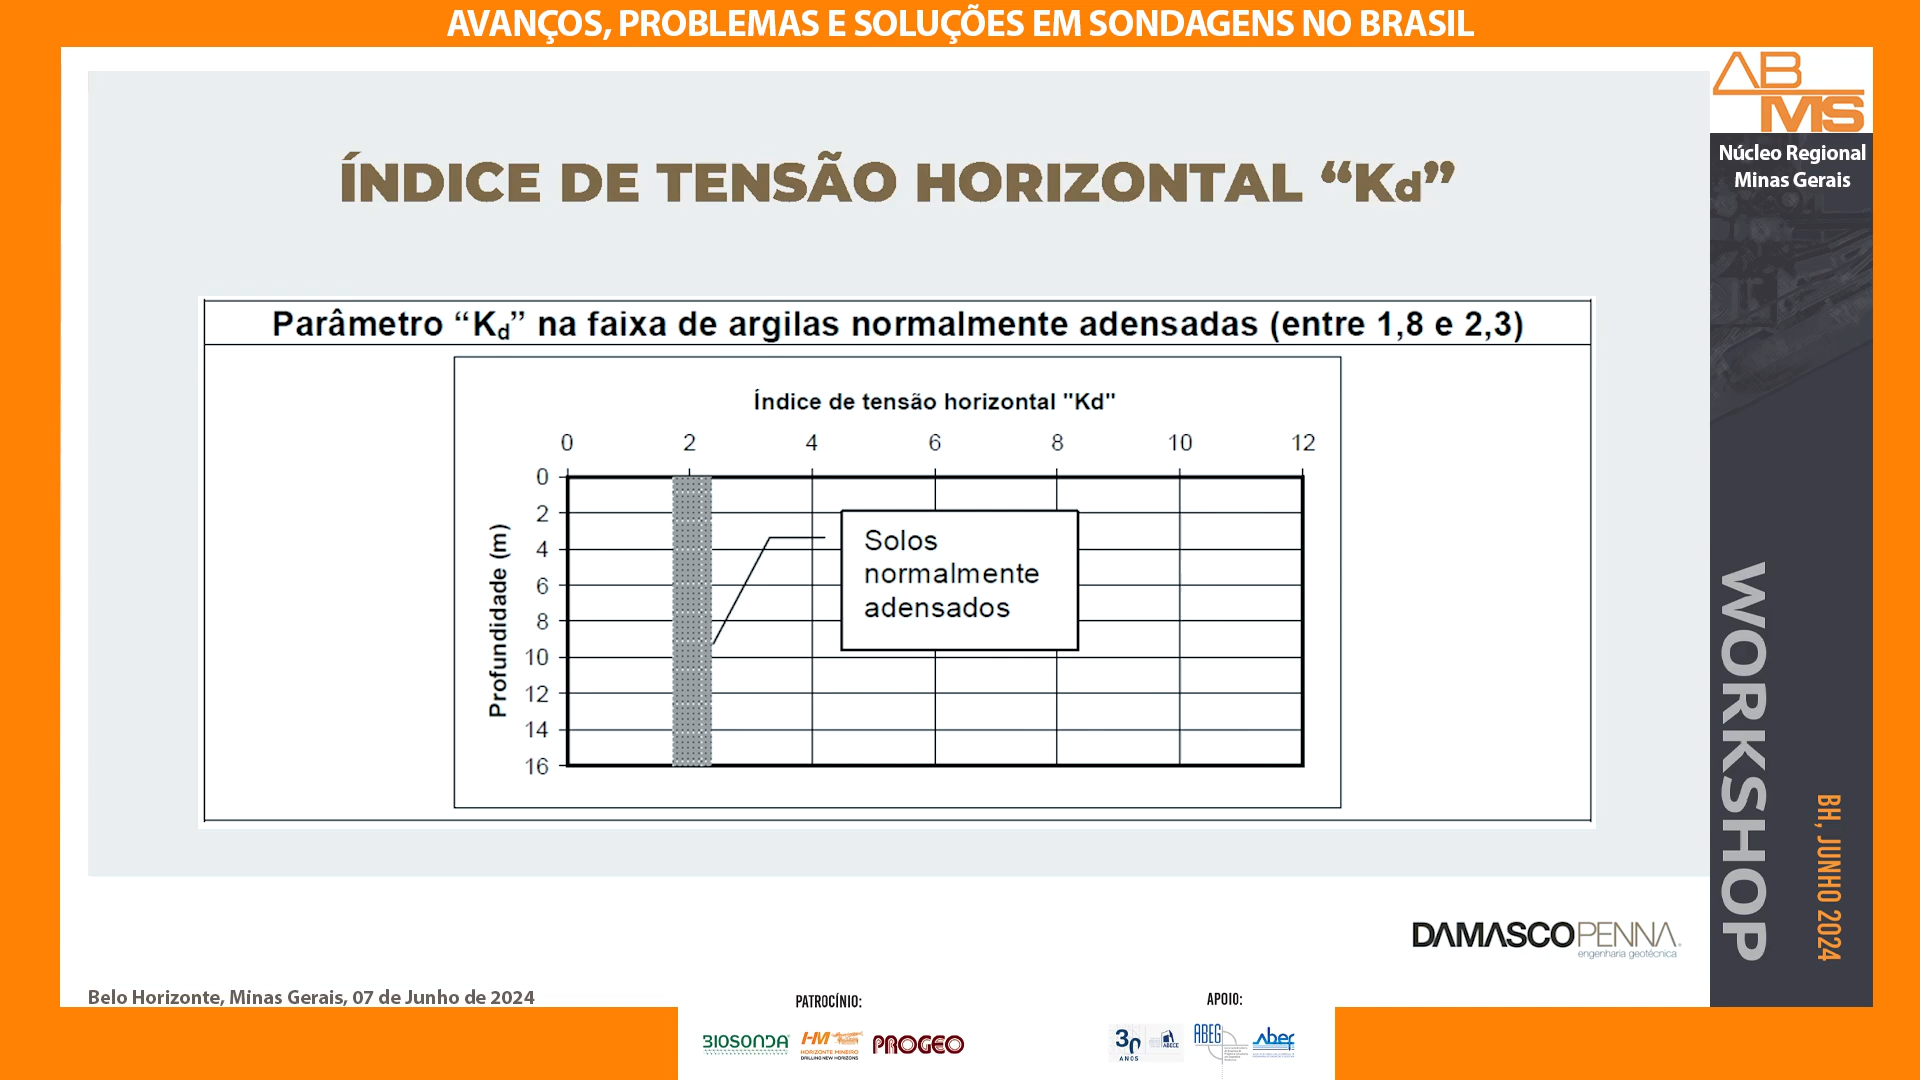 AVANÇOS, PROBLEMAS E SOLUÇÕES EM SONDAGENS NO BRASIL
ABMS
Núcleo Regional
Minas Gerais
ÍNDICE DE TENSÃO HORIZONTAL “Kd”
Parâmetro “Kd” na faixa de argilas normalmente adensadas (entre 1,8 e 2,3)
Índice de tensão horizontal "Kd"
0 2 4 6 8 10 12
Profundidade (m)
0
2
4
6
8
10
12
14
16
Solos
normalmente
adensados
WORKSHOP
BH, JUNHO 2024
DAMASCOPENNA
engenharia geotécnica
Belo Horizonte, Minas Gerais, 07 de Junho de 2024
PATROCÍNIO:
BIOSONDA
HM
HORIZONTE MINEIRO
DRILLING NEW HORIZONS
PROGEO
APOIO:
30
ANOS
ABECE
ABEG
Abef